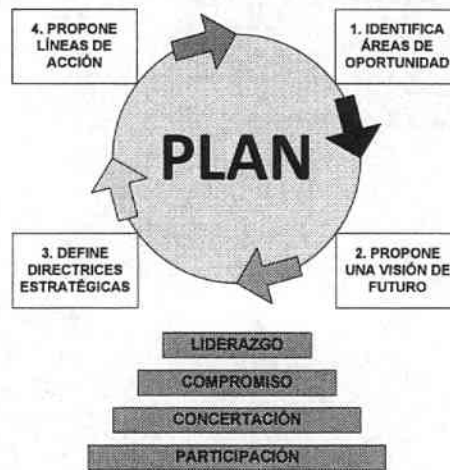 4. PROPONE
LÍNEAS DE
ACCIÓN
1. IDENTIFICA
ÁREAS DE
OPORTUNIDAD
PLAN
3. DEFINE
DIRECTRICES
ESTRATÉGICAS
2. PROPONE
UNA VISIÓN DE
FUTURO
LIDERAZGO
COMPROMISO
CONCERTACIÓN
PARTICIPACIÓN